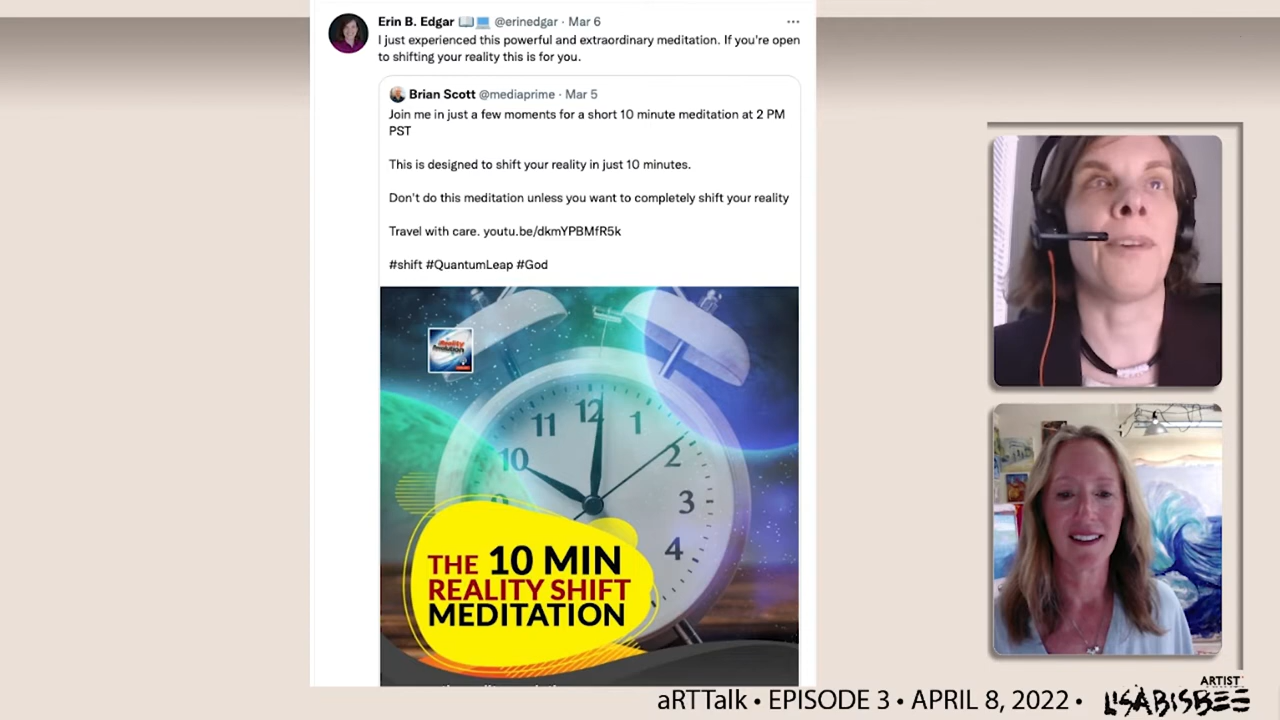 Erin B. Edgar 📖💻 @erinedgar · Mar 6
I just experienced this powerful and extraordinary meditation. If you're open
to shifting your reality this is for you.
Brian Scott @mediaprime · Mar 5
Join me in just a few moments for a short 10 minute meditation at 2 PM
PST
This is designed to shift your reality in just 10 minutes.
Don't do this meditation unless you want to completely shift your reality
Travel with care. youtu.be/dkmYPBMfR5k
#shift #QuantumLeap #God
Reality
Revolution
11 12 1
10 2
9 3
4
THE 10 MIN
REALITY SHIFT
MEDITATION
ARTIST
aRTTalk • EPISODE 3 • APRIL 8, 2022 • LISABISBEE